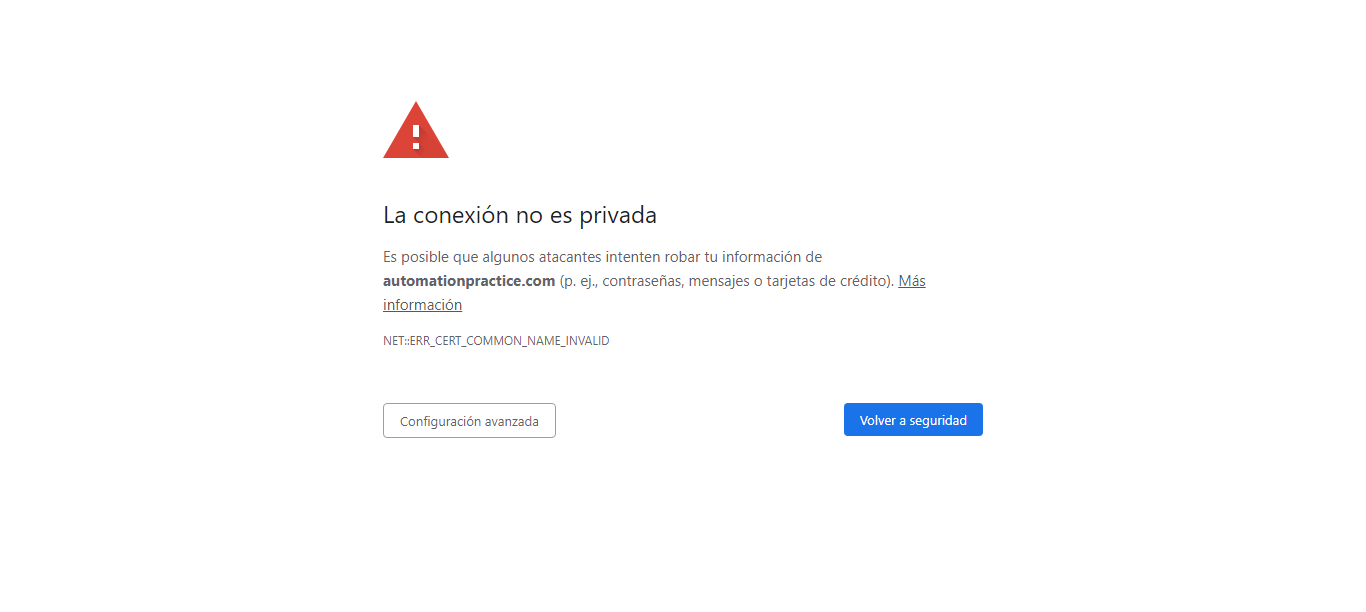 La conexión no es privada
Es posible que algunos atacantes intenten robar tu información de
automationpractice.com (p. ej., contraseñas, mensajes o tarjetas de crédito). Más
información
NET::ERR_CERT_COMMON_NAME_INVALID
Configuración avanzada
Volver a seguridad